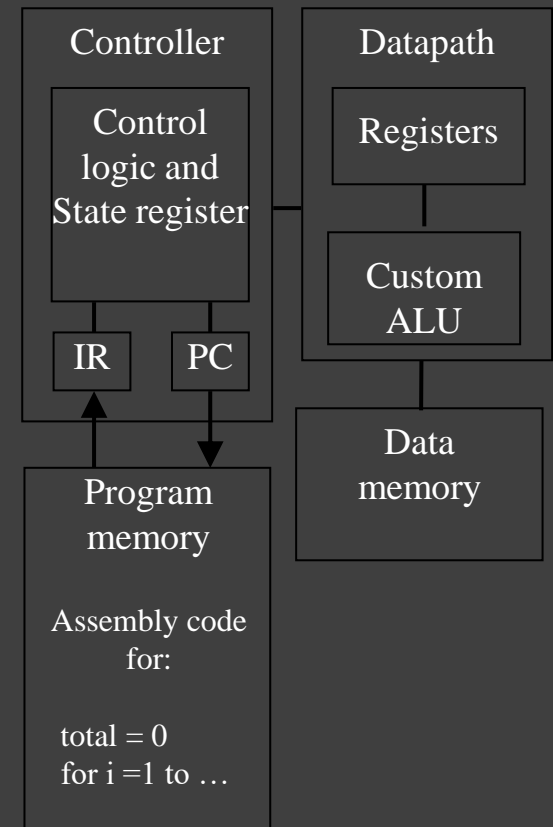 Controller
Control
logic and
State register
IR
PC
Datapath
Registers
Custom
ALU
Data
memory
Program
memory
Assembly code
for:
total = 0
for i =1 to …